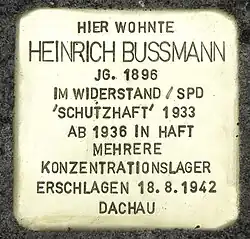 HIER WOHNTE
HEINRICH BUSSMANN
JG. 1896
IM WIDERSTAND / SPD
'SCHUTZHAFT' 1933
AB 1936 IN HAFT
MEHRERE
KONZENTRATIONSLAGER
ERSCHLAGEN 18.8.1942
DACHAU